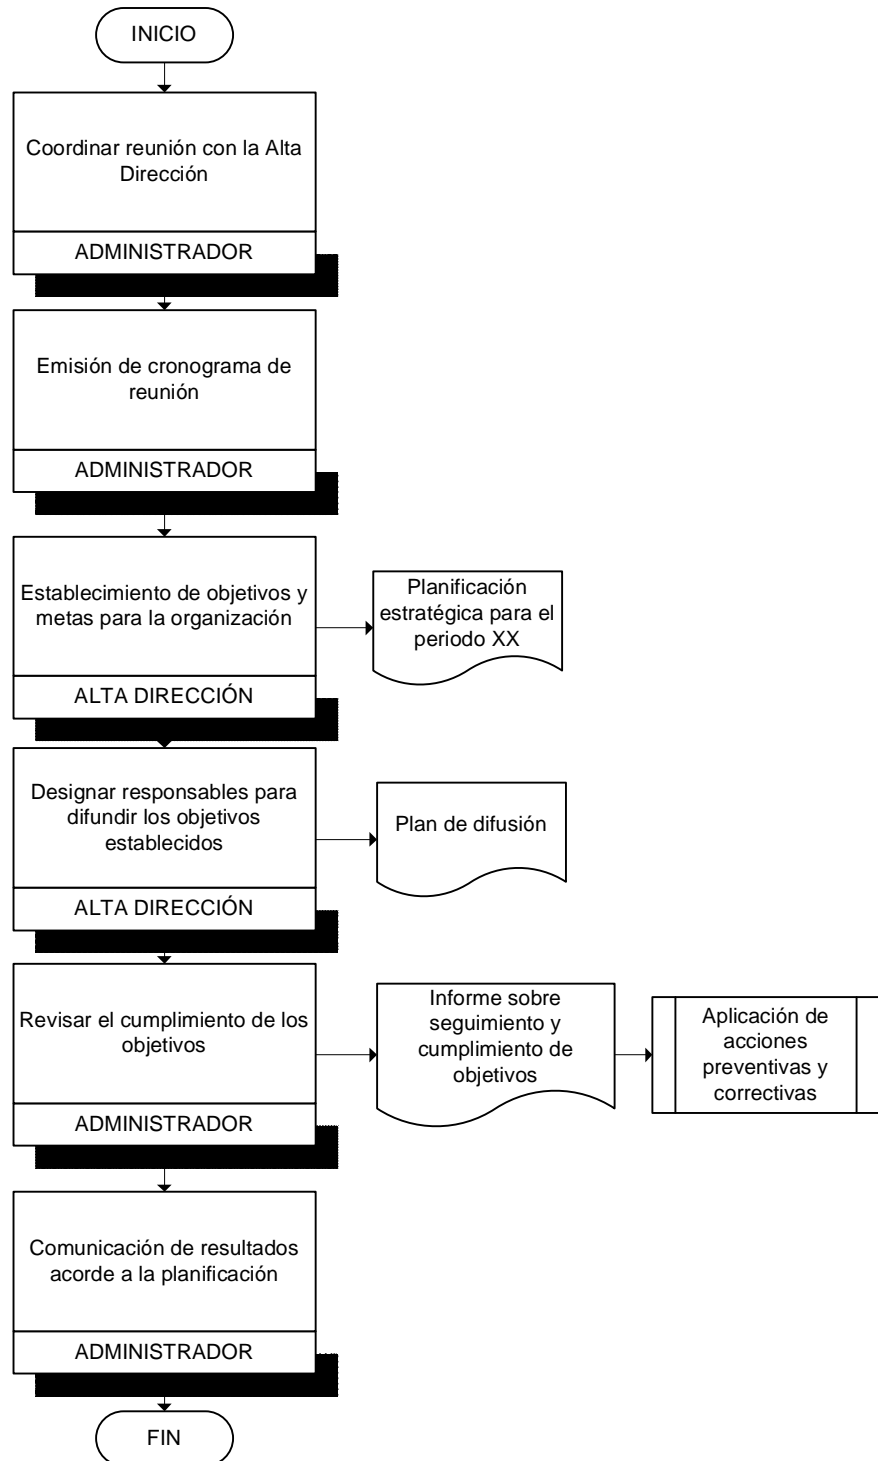 INICIO
Coordinar reunión con la Alta
Dirección
ADMINISTRADOR
Emisión de cronograma de
reunión
ADMINISTRADOR
Establecimiento de objetivos y
metas para la organización
ALTA DIRECCIÓN
Planificación
estratégica para el
periodo XX
Designar responsables para
difundir los objetivos
establecidos
ALTA DIRECCIÓN
Plan de difusión
Revisar el cumplimiento de los
objetivos
ADMINISTRADOR
Informe sobre
seguimiento y
cumplimiento de
objetivos
Aplicación de
acciones
preventivas y
correctivas
Comunicación de resultados
acorde a la planificación
ADMINISTRADOR
FIN